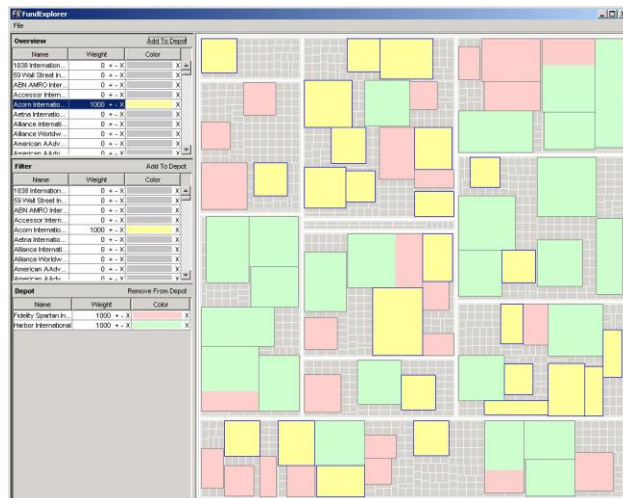 FX FundExplorer
File
Overview Add To Depot
Name Weight Color
1838 Internation... 0 + - X X
59 Wall Street In... 0 + - X X
ABN AMRO Inter... 0 + - X X
Accessor Intern... 0 + - X X
Acorn Internatio... 1000 + - X X
Aetna Internatio... 0 + - X X
Alliance Internati... 0 + - X X
Alliance Worldw... 0 + - X X
American AAdv... 0 + - X X
Filter Add To Depot
Name Weight Color
1838 Internation... 0 + - X X
59 Wall Street In... 0 + - X X
ABN AMRO Inter... 0 + - X X
Accessor Intern... 0 + - X X
Acorn Internatio... 1000 + - X X
Aetna Internatio... 0 + - X X
Alliance Internati... 0 + - X X
Alliance Worldw... 0 + - X X
American AAdv... 0 + - X X
Depot Remove From Depot
Name Weight Color
Fidelity Spartan In... 1000 + - X X
Harbor International 1000 + - X X